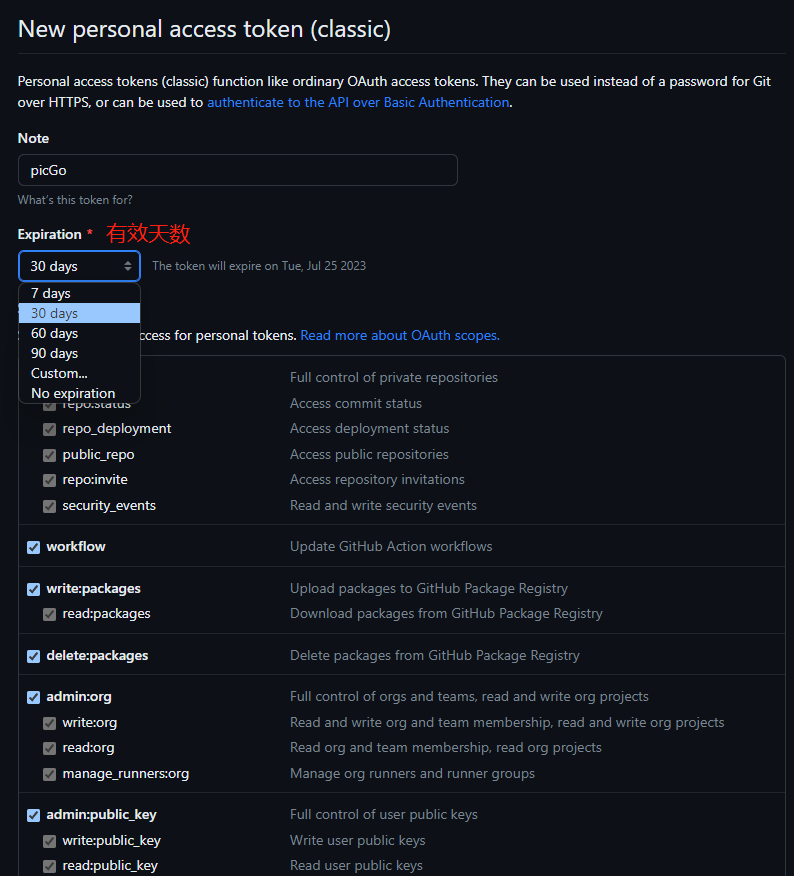 New personal access token (classic)
Personal access tokens (classic) function like ordinary OAuth access tokens. They can be used instead of a password for Git
over HTTPS, or can be used to authenticate to the API over Basic Authentication.
Note
picGo
What's this token for?
Expiration * 有效天数
30 days The token will expire on Tue, Jul 25 2023
7 days
30 days
60 days
access for personal tokens. Read more about OAuth scopes.
90 days
Custom...
Full control of private repositories
No expiration
repo:status Access commit status
repo_deployment Access deployment status
public_repo Access public repositories
repo:invite Access repository invitations
security_events Read and write security events
workflow Update GitHub Action workflows
write:packages Upload packages to GitHub Package Registry
read:packages Download packages from GitHub Package Registry
delete:packages Delete packages from GitHub Package Registry
admin:org Full control of orgs and teams, read and write org projects
write:org Read and write org and team membership, read and write org projects
read:org Read org and team membership, read org projects
manage_runners:org Manage org runners and runner groups
admin:public_key Full control of user public keys
write:public_key Write user public keys
read:public_key Read user public keys